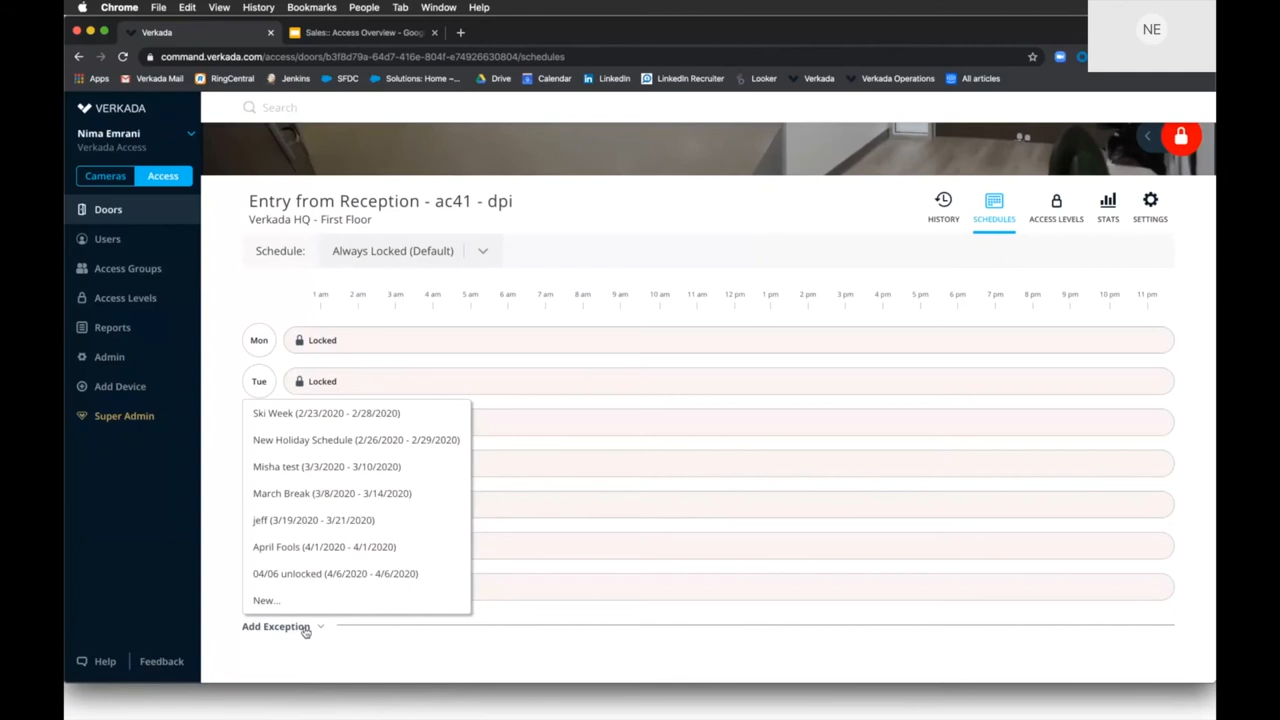 Chrome File Edit View History Bookmarks People Tab Window Help
NE
Verkada
Sales:: Access Overview - Goog
command.verkada.com/access/doors/b3f8d79a-64d7-416e-804f-e74926630804/schedules
Apps Verkada Mail RingCentral Jenkins SFDC Solutions: Home –... Drive Calendar LinkedIn LinkedIn Recruiter Looker Verkada Verkada Operations All articles
VERKADA
Search
Nima Emrani
Verkada Access
Cameras Access
Doors
Users
Access Groups
Access Levels
Reports
Admin
Add Device
Super Admin
Help Feedback
Entry from Reception - ac41 - dpi
Verkada HQ - First Floor
HISTORY SCHEDULES ACCESS LEVELS STATS SETTINGS
Schedule: Always Locked (Default)
1 am 2 am 3 am 4 am 5 am 6 am 7 am 8 am 9 am 10 am 11 am 12 pm 1 pm 2 pm 3 pm 4 pm 5 pm 6 pm 7 pm 8 pm 9 pm 10 pm 11 pm
Mon Locked
Tue Locked
Ski Week (2/23/2020 - 2/28/2020)
New Holiday Schedule (2/26/2020 - 2/29/2020)
Misha test (3/3/2020 - 3/10/2020)
March Break (3/8/2020 - 3/14/2020)
jeff (3/19/2020 - 3/21/2020)
April Fools (4/1/2020 - 4/1/2020)
04/06 unlocked (4/6/2020 - 4/6/2020)
New...
Add Exception